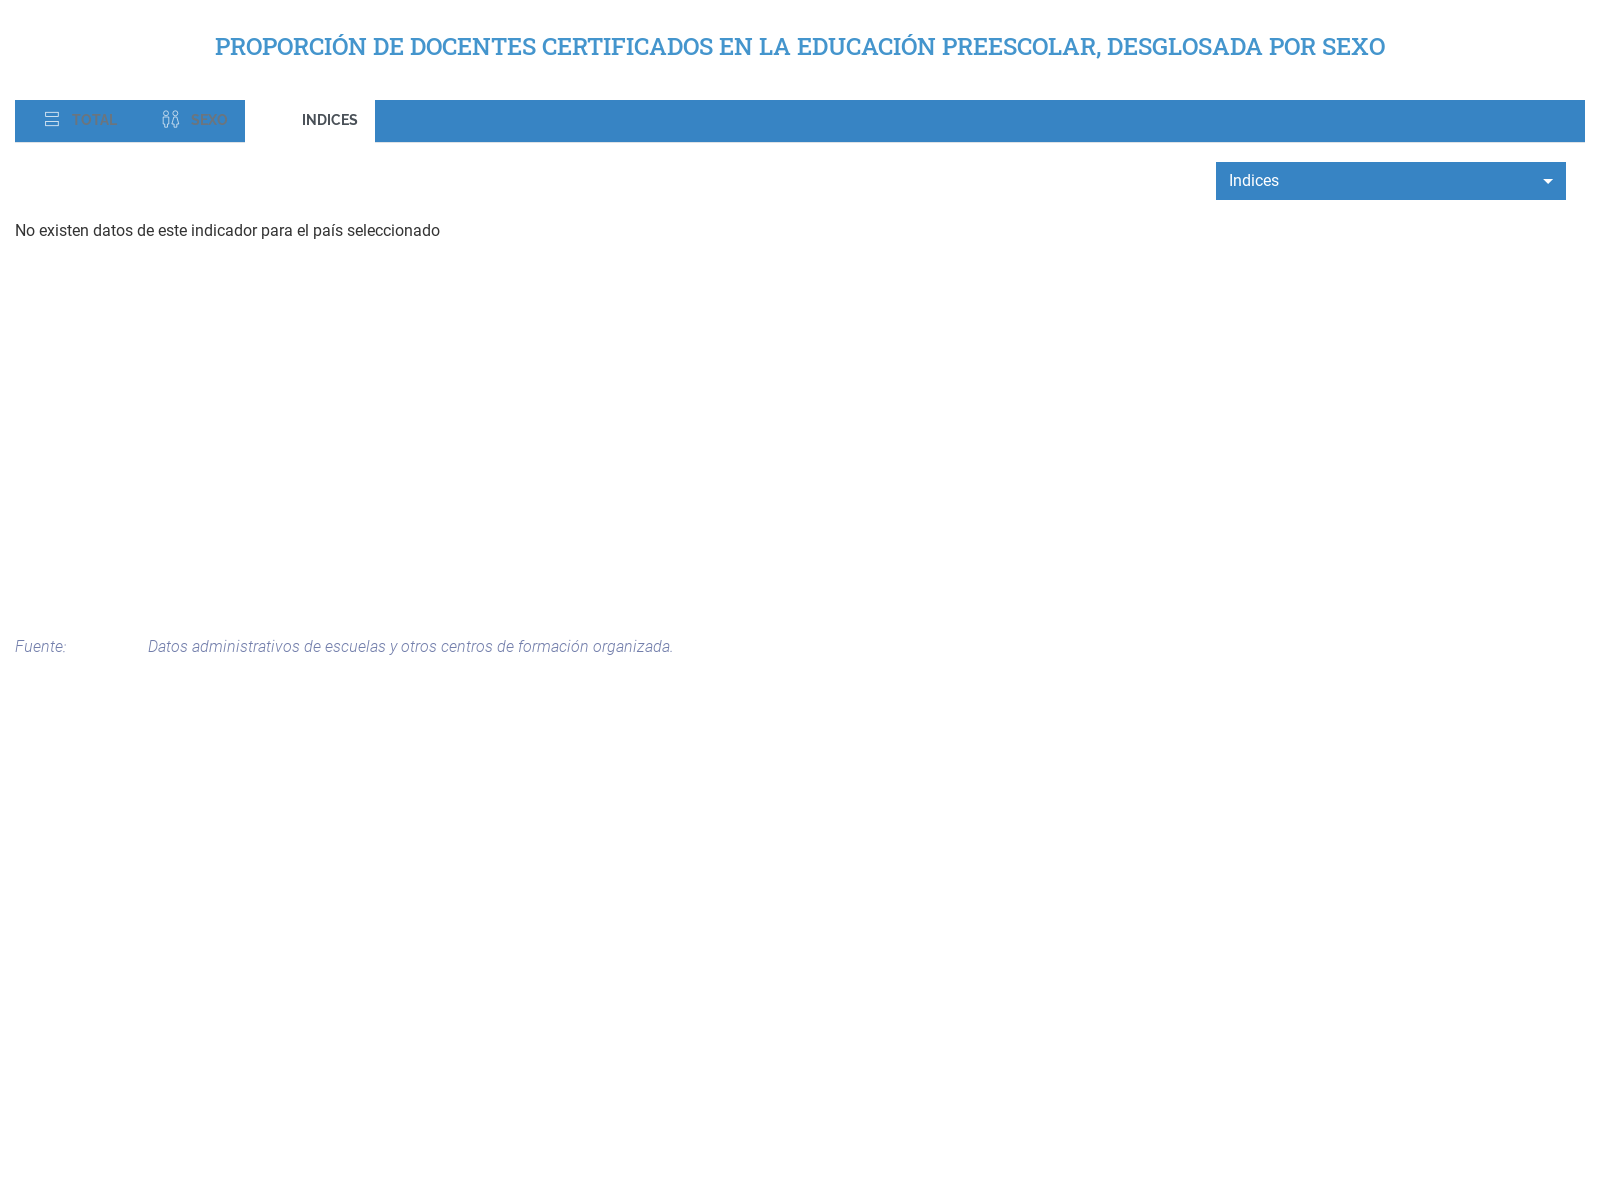 PROPORCIÓN DE DOCENTES CERTIFICADOS EN LA EDUCACIÓN PREESCOLAR, DESGLOSADA POR SEXO
TOTAL SEXO INDICES
Indices
No existen datos de este indicador para el país seleccionado
Fuente: Datos administrativos de escuelas y otros centros de formación organizada.